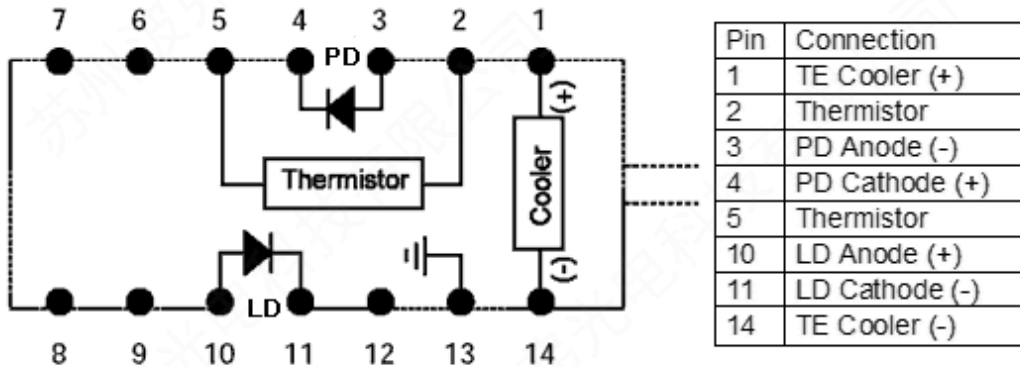 7 6 5 4 3 2 1
PD
(+)
Thermistor
Cooler
(-)
LD
8 9 10 11 12 13 14
Pin Connection
1 TE Cooler (+)
2 Thermistor
3 PD Anode (-)
4 PD Cathode (+)
5 Thermistor
10 LD Anode (+)
11 LD Cathode (-)
14 TE Cooler (-)